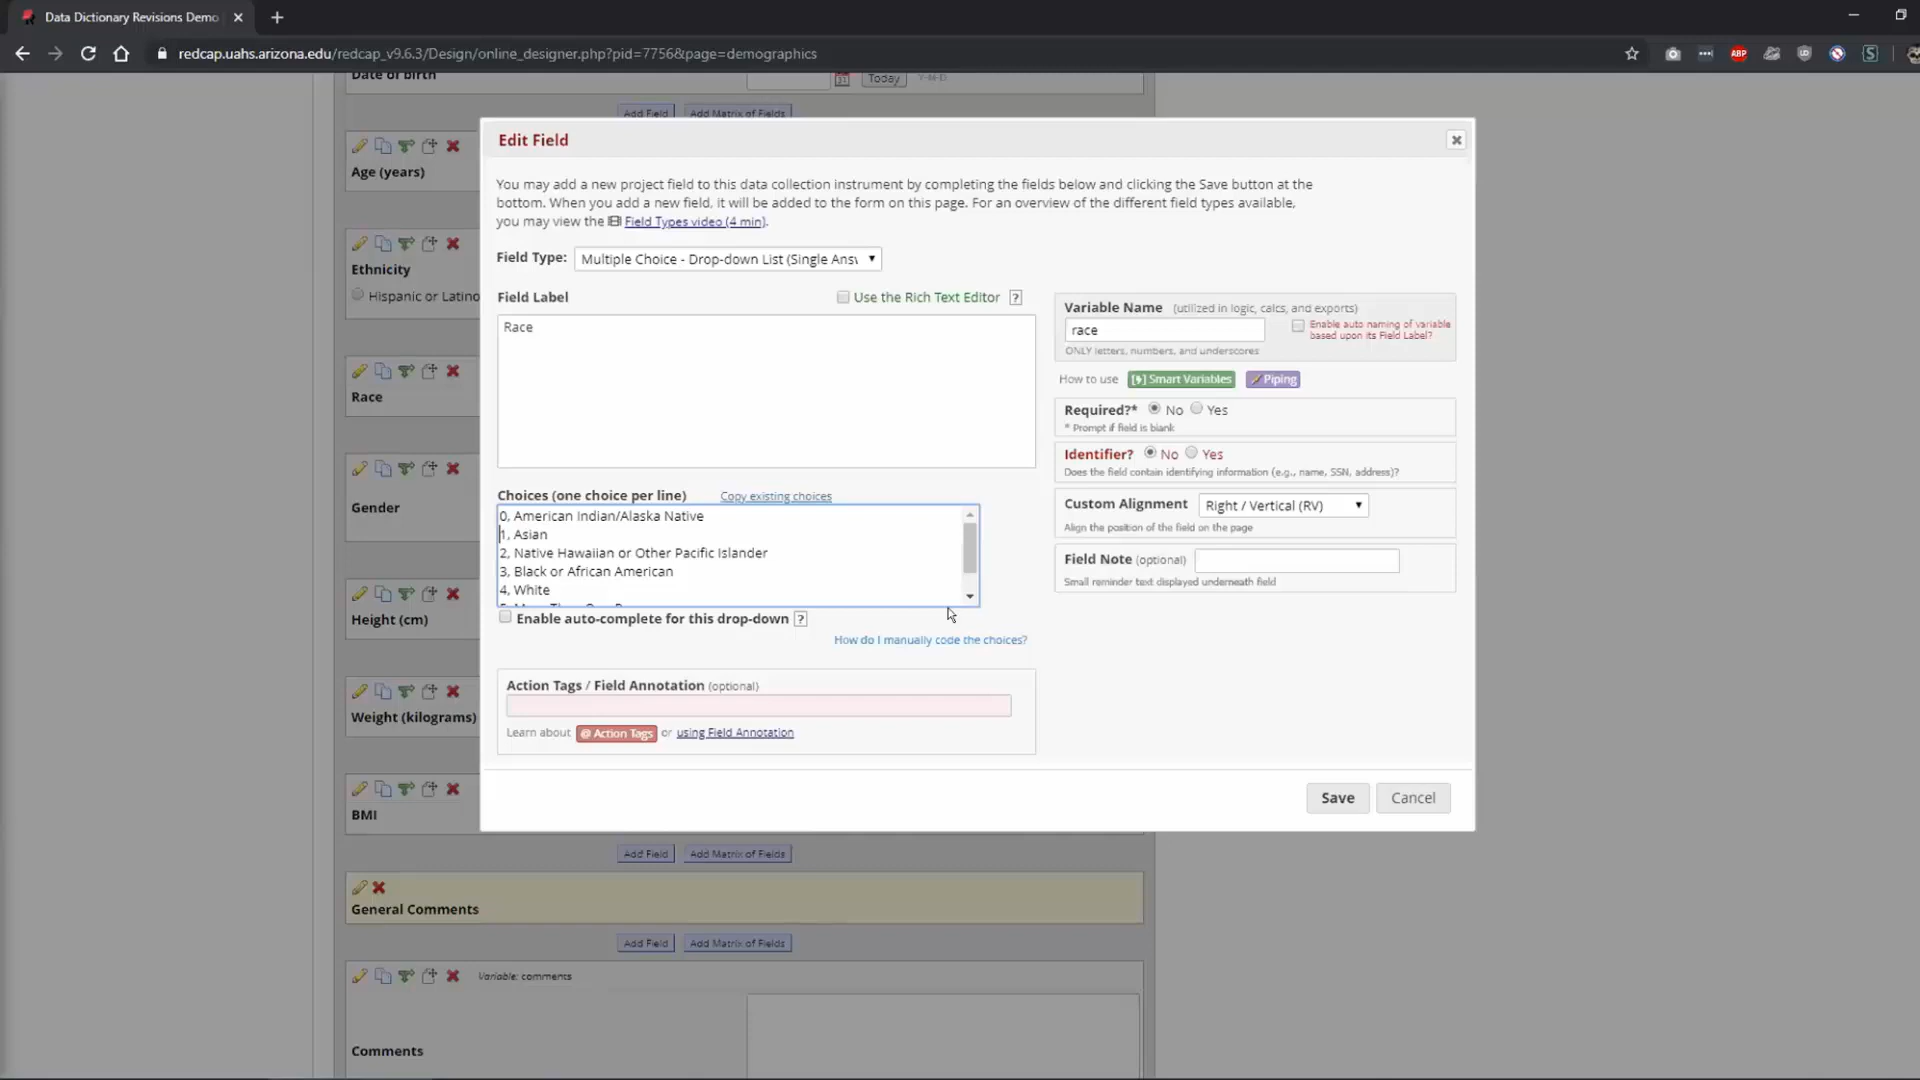 Data Dictionary Revisions Demo
redcap.uahs.arizona.edu/redcap_v9.6.3/Design/online_designer.php?pid=7756&page=demographics
ABP
Date of birth
31
Today
Y-M-D
Add Field
Add Matrix of Fields
Age (years)
Ethnicity
Hispanic or Latino
Race
Gender
Height (cm)
Weight (kilograms)
BMI
Edit Field
You may add a new project field to this data collection instrument by completing the fields below and clicking the Save button at the
bottom. When you add a new field, it will be added to the form on this page. For an overview of the different field types available,
you may view the Field Types video (4 min).
Field Type: Multiple Choice - Drop-down List (Single Ans
Field Label
Use the Rich Text Editor ?
Race
Choices (one choice per line)
Copy existing choices
0, American Indian/Alaska Native
1, Asian
2, Native Hawaiian or Other Pacific Islander
3, Black or African American
4, White
Enable auto-complete for this drop-down ?
How do I manually code the choices?
Action Tags / Field Annotation (optional)
Learn about @ Action Tags or using Field Annotation
Variable Name (utilized in logic, calcs, and exports)
race
Enable auto naming of variable
based upon its Field Label?
ONLY letters, numbers, and underscores
How to use Smart Variables Piping
Required?* No Yes
* Prompt if field is blank
Identifier? No Yes
Does the field contain identifying information (e.g., name, SSN, address)?
Custom Alignment Right / Vertical (RV)
Align the position of the field on the page
Field Note (optional)
Small reminder text displayed underneath field
Save
Cancel
Add Field
Add Matrix of Fields
General Comments
Add Field
Add Matrix of Fields
Variable: comments
Comments